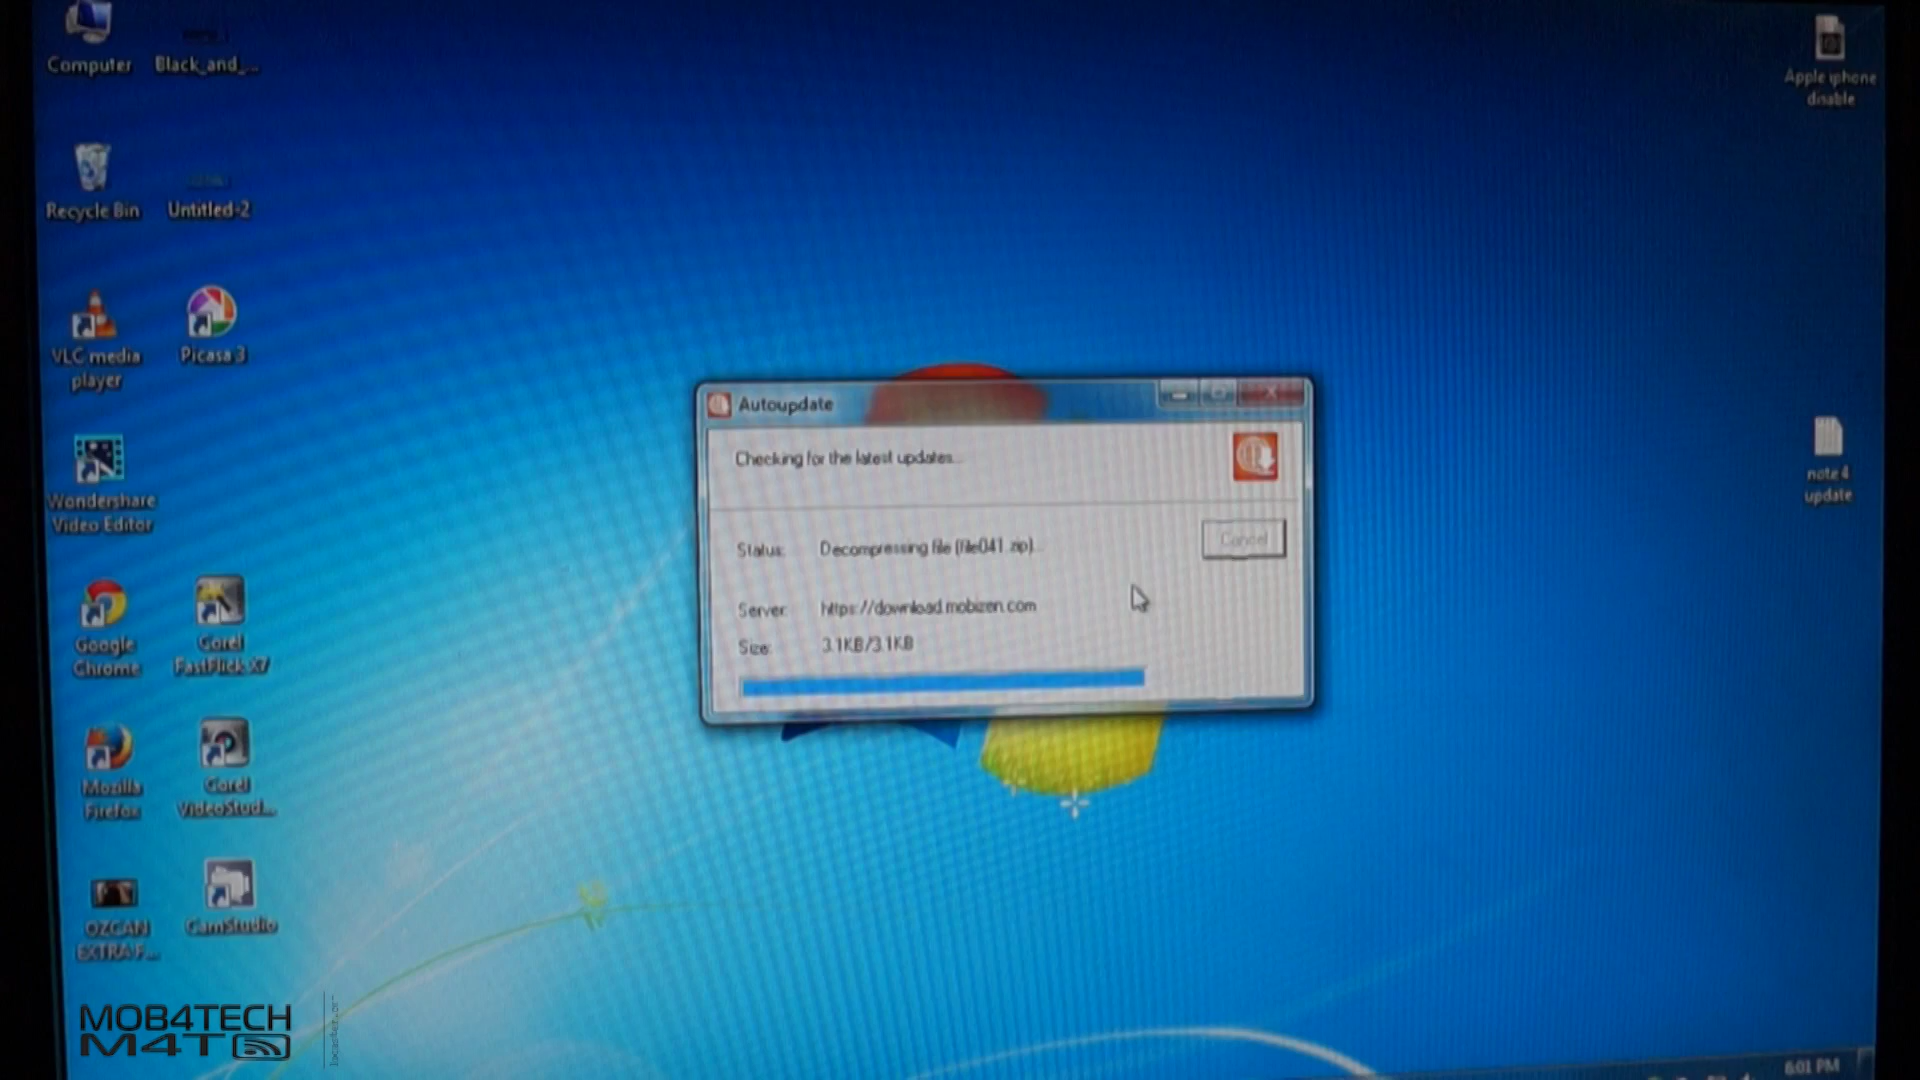 Computer
Black_and_...
Apple iphone
disable
Recycle Bin
Untitled-2
VLC media
player
Picasa 3
Autoupdate
Checking for the latest updates...
Wondershare
Video Editor
note 4
update
Status:
Decompressing file (file041.zip)...
Cancel
Server:
https://download.mobizen.com
Size:
3.1KB/3.1KB
Google
Chrome
Corel
FastFlick X7
Mozilla
Firefox
Corel
VideoStud...
OZCAN
EXTRA F...
CamStudio
MOB4TECH
M4T
6:01 PM